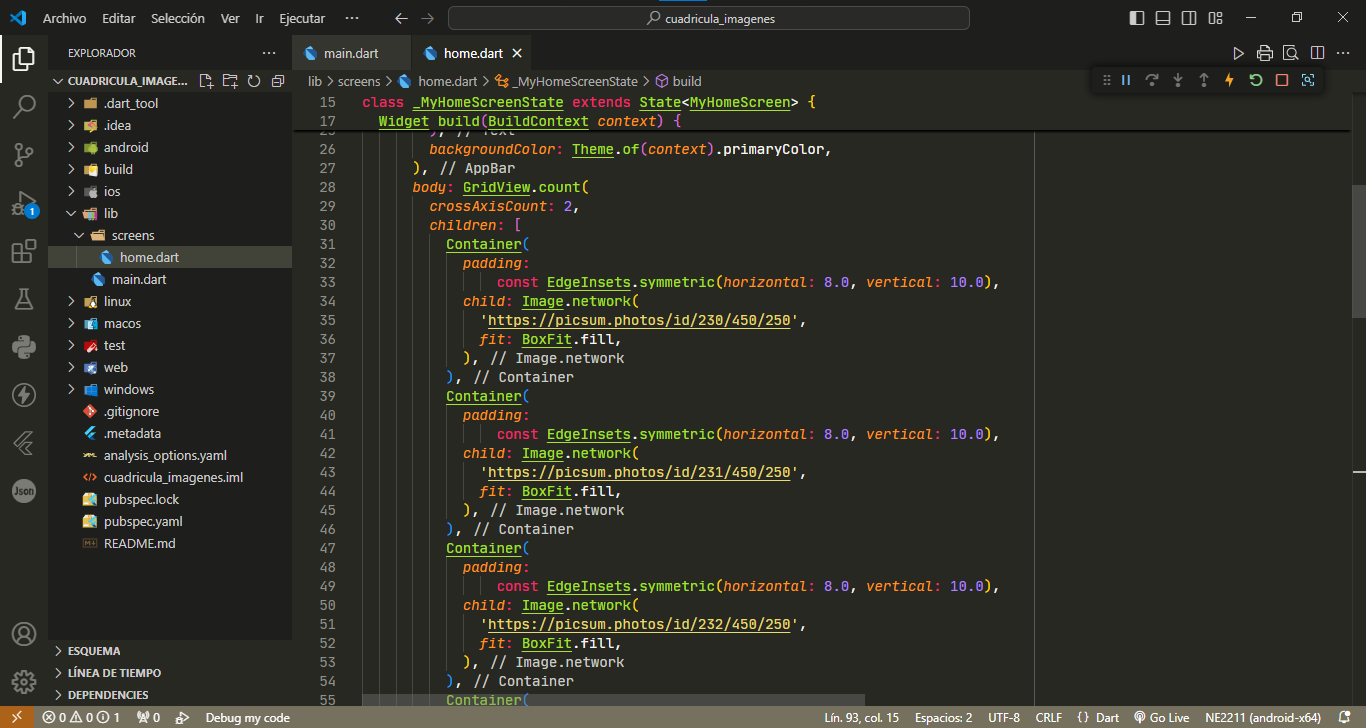 Archivo Editar Selección Ver Ir Ejecutar ··· cuadricula_imagenes
EXPLORADOR ···
CUADRICULA_IMAGE...
.dart_tool
.idea
android
build
ios
lib
screens
home.dart
main.dart
linux
macos
test
web
windows
.gitignore
.metadata
analysis_options.yaml
cuadricula_imagenes.iml
pubspec.lock
pubspec.yaml
README.md
ESQUEMA
LÍNEA DE TIEMPO
DEPENDENCIES
1
Json
main.dart home.dart
lib > screens > home.dart > _MyHomeScreenState > build
15 class _MyHomeScreenState extends State<MyHomeScreen> {
17 Widget build(BuildContext context) {
25 ), // Text
26 backgroundColor: Theme.of(context).primaryColor,
27 ), // AppBar
28 body: GridView.count(
29 crossAxisCount: 2,
30 children: [
31 Container(
32 padding:
33 const EdgeInsets.symmetric(horizontal: 8.0, vertical: 10.0),
34 child: Image.network(
35 'https://picsum.photos/id/230/450/250',
36 fit: BoxFit.fill,
37 ), // Image.network
38 ), // Container
39 Container(
40 padding:
41 const EdgeInsets.symmetric(horizontal: 8.0, vertical: 10.0),
42 child: Image.network(
43 'https://picsum.photos/id/231/450/250',
44 fit: BoxFit.fill,
45 ), // Image.network
46 ), // Container
47 Container(
48 padding:
49 const EdgeInsets.symmetric(horizontal: 8.0, vertical: 10.0),
50 child: Image.network(
51 'https://picsum.photos/id/232/450/250',
52 fit: BoxFit.fill,
53 ), // Image.network
54 ), // Container
55 Container(
0 0 1 0 Debug my code Lín. 93, col. 15 Espacios: 2 UTF-8 CRLF {} Dart Go Live NE2211 (android-x64)